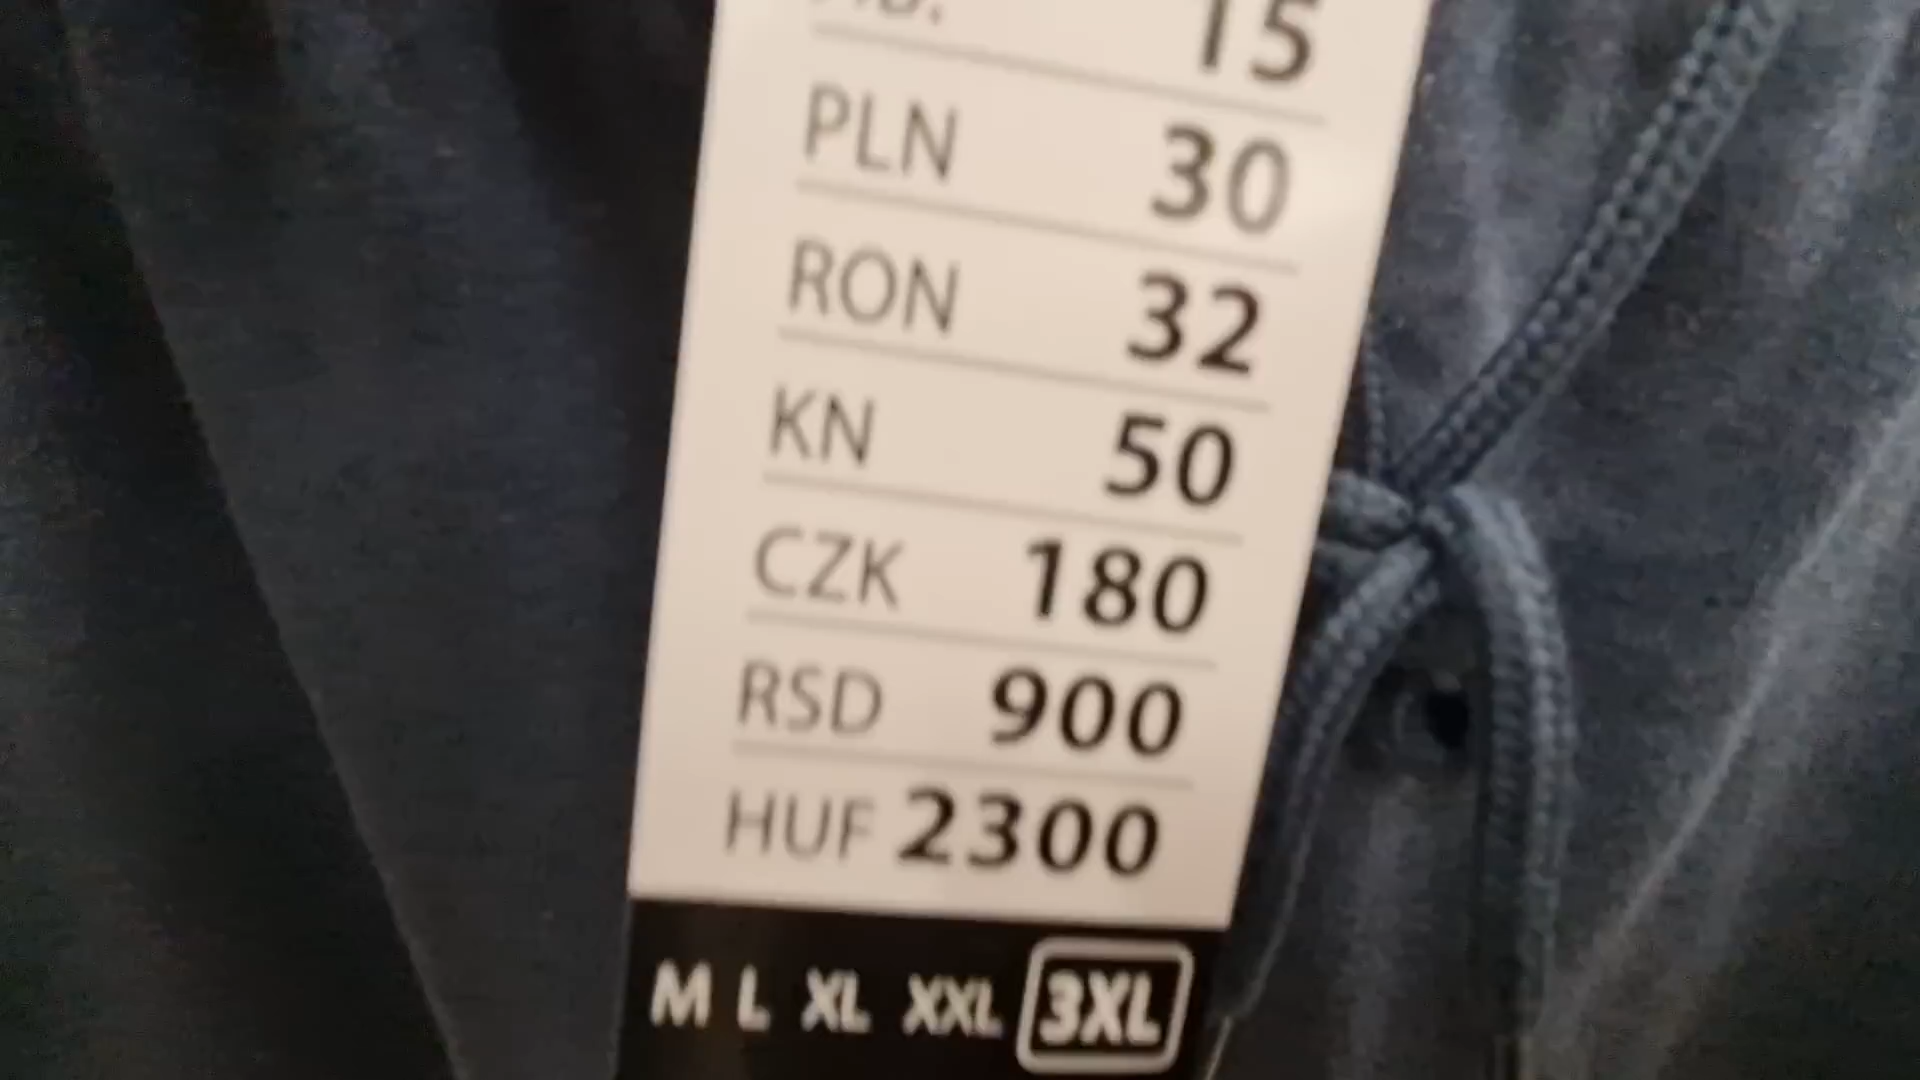 15
PLN 30
RON 32
KN 50
CZK 180
RSD 900
HUF 2300
M L XL XXL 3XL